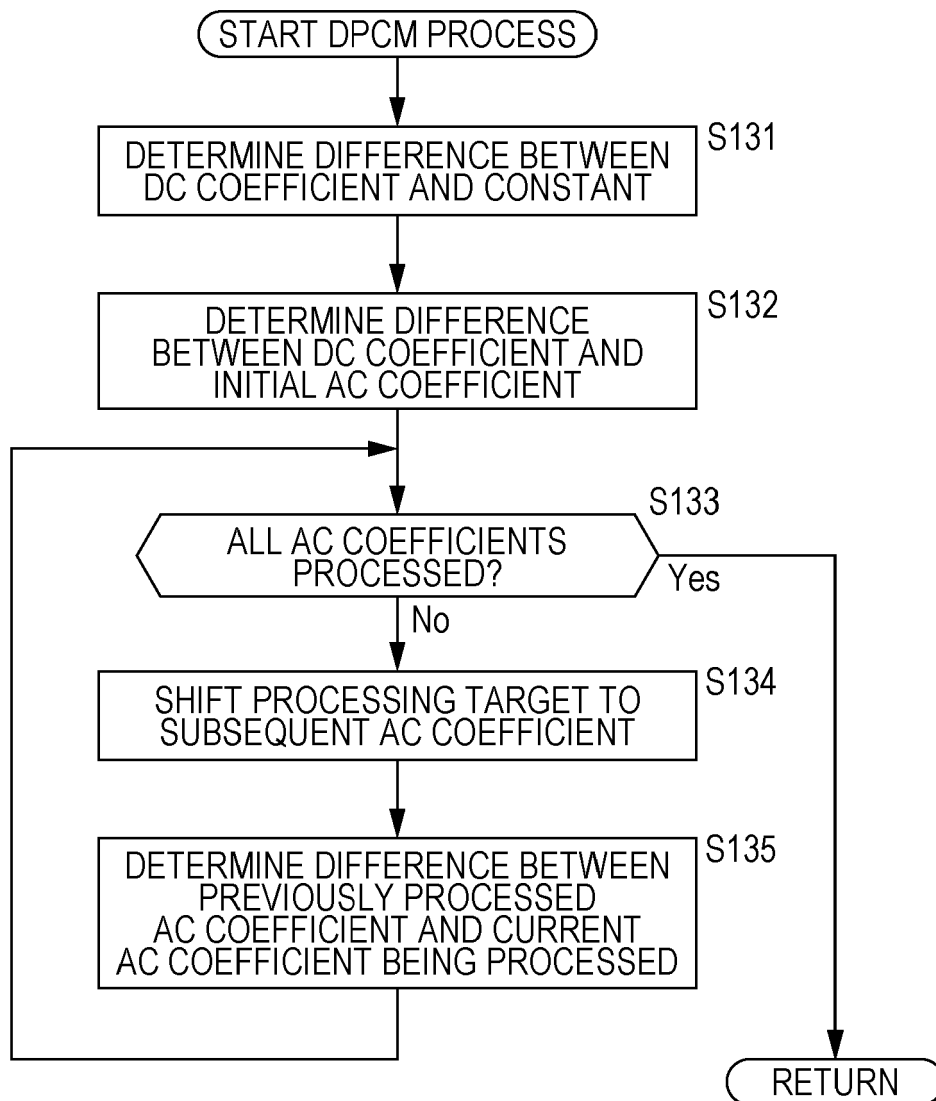 START DPCM PROCESS
S131
DETERMINE DIFFERENCE BETWEEN
DC COEFFICIENT AND CONSTANT
S132
DETERMINE DIFFERENCE
BETWEEN DC COEFFICIENT AND
INITIAL AC COEFFICIENT
S133
ALL AC COEFFICIENTS
PROCESSED?
Yes
No
S134
SHIFT PROCESSING TARGET TO
SUBSEQUENT AC COEFFICIENT
S135
DETERMINE DIFFERENCE BETWEEN
PREVIOUSLY PROCESSED
AC COEFFICIENT AND CURRENT
AC COEFFICIENT BEING PROCESSED
RETURN